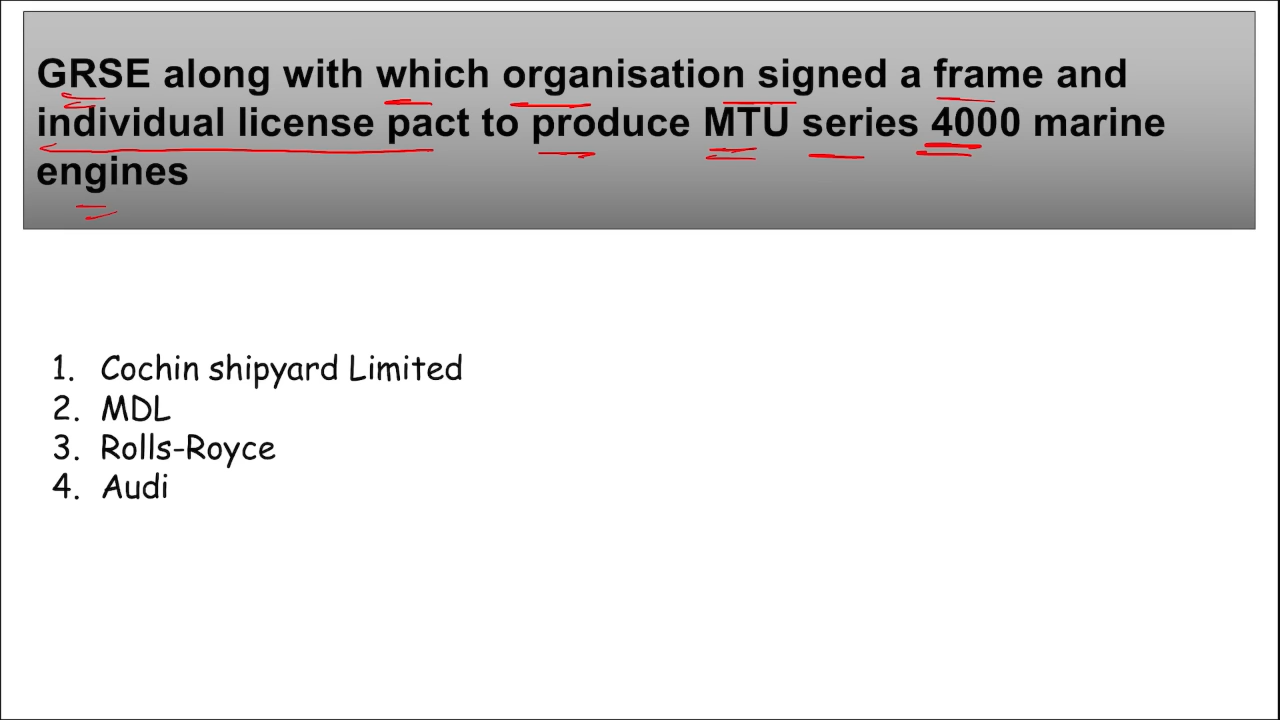 GRSE along with which organisation signed a frame and
individual license pact to produce MTU series 4000 marine
engines
1. Cochin shipyard Limited
2. MDL
3. Rolls-Royce
4. Audi